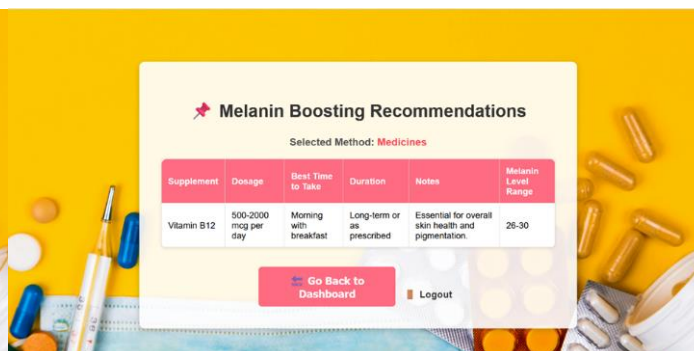 📌 Melanin Boosting Recommendations
Selected Method: Medicines
Supplement Dosage Best Time to Take Duration Notes Melanin Level Range
Vitamin B12 500-2000 mcg per day Morning with breakfast Long-term or as prescribed Essential for overall skin health and pigmentation. 26-30
Go Back to
Dashboard
Logout